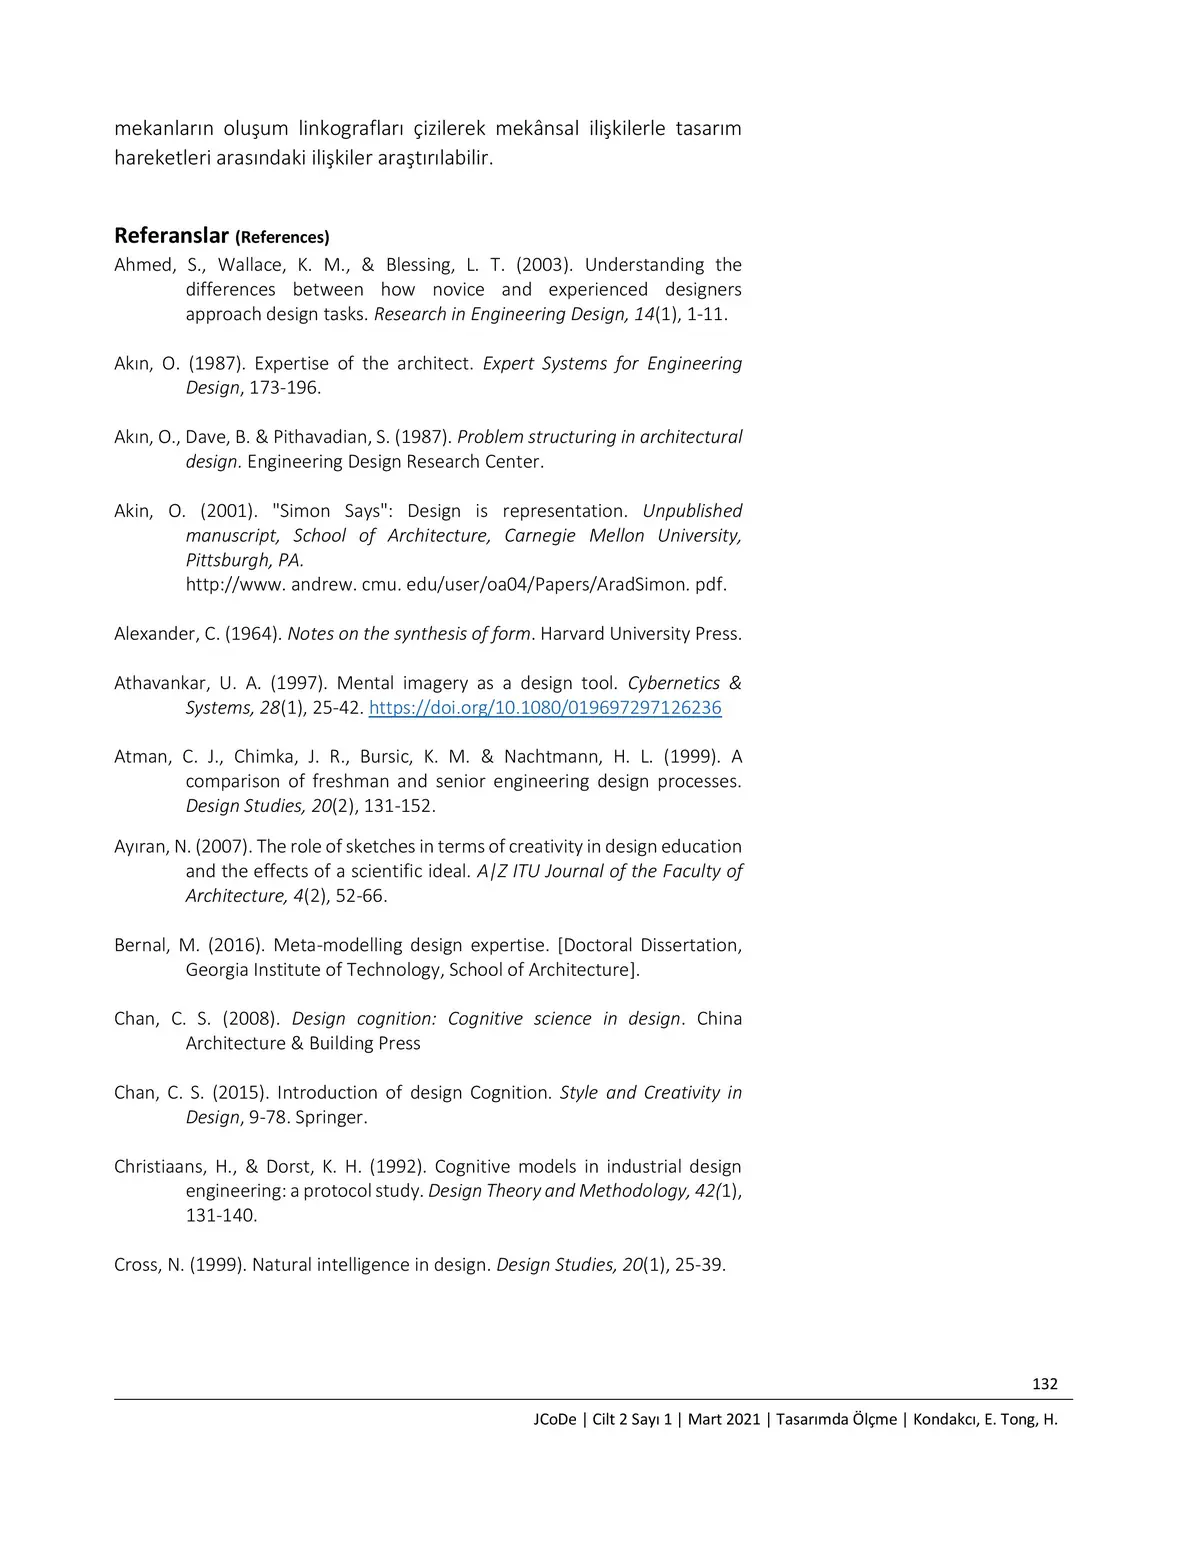 mekanların oluşum linkografları çizilerek mekânsal ilişkilerle tasarım
hareketleri arasındaki ilişkiler araştırılabilir.
Referanslar (References)
Ahmed, S., Wallace, K. M., & Blessing, L. T. (2003). Understanding the
differences between how novice and experienced designers
approach design tasks. Research in Engineering Design, 14(1), 1-11.
Akın, O. (1987). Expertise of the architect. Expert Systems for Engineering
Design, 173-196.
Akın, O., Dave, B. & Pithavadian, S. (1987). Problem structuring in architectural
design. Engineering Design Research Center.
Akin, O. (2001). "Simon Says": Design is representation. Unpublished
manuscript, School of Architecture, Carnegie Mellon University,
Pittsburgh, PA.
http://www. andrew. cmu. edu/user/oa04/Papers/AradSimon. pdf.
Alexander, C. (1964). Notes on the synthesis of form. Harvard University Press.
Athavankar, U. A. (1997). Mental imagery as a design tool. Cybernetics &
Systems, 28(1), 25-42. https://doi.org/10.1080/019697297126236
Atman, C. J., Chimka, J. R., Bursic, K. M. & Nachtmann, H. L. (1999). A
comparison of freshman and senior engineering design processes.
Design Studies, 20(2), 131-152.
Ayıran, N. (2007). The role of sketches in terms of creativity in design education
and the effects of a scientific ideal. A|Z ITU Journal of the Faculty of
Architecture, 4(2), 52-66.
Bernal, M. (2016). Meta-modelling design expertise. [Doctoral Dissertation,
Georgia Institute of Technology, School of Architecture].
Chan, C. S. (2008). Design cognition: Cognitive science in design. China
Architecture & Building Press
Chan, C. S. (2015). Introduction of design Cognition. Style and Creativity in
Design, 9-78. Springer.
Christiaans, H., & Dorst, K. H. (1992). Cognitive models in industrial design
engineering: a protocol study. Design Theory and Methodology, 42(1),
131-140.
Cross, N. (1999). Natural intelligence in design. Design Studies, 20(1), 25-39.
132
JCoDe | Cilt 2 Sayı 1 | Mart 2021 | Tasarımda Ölçme | Kondakcı, E. Tong, H.